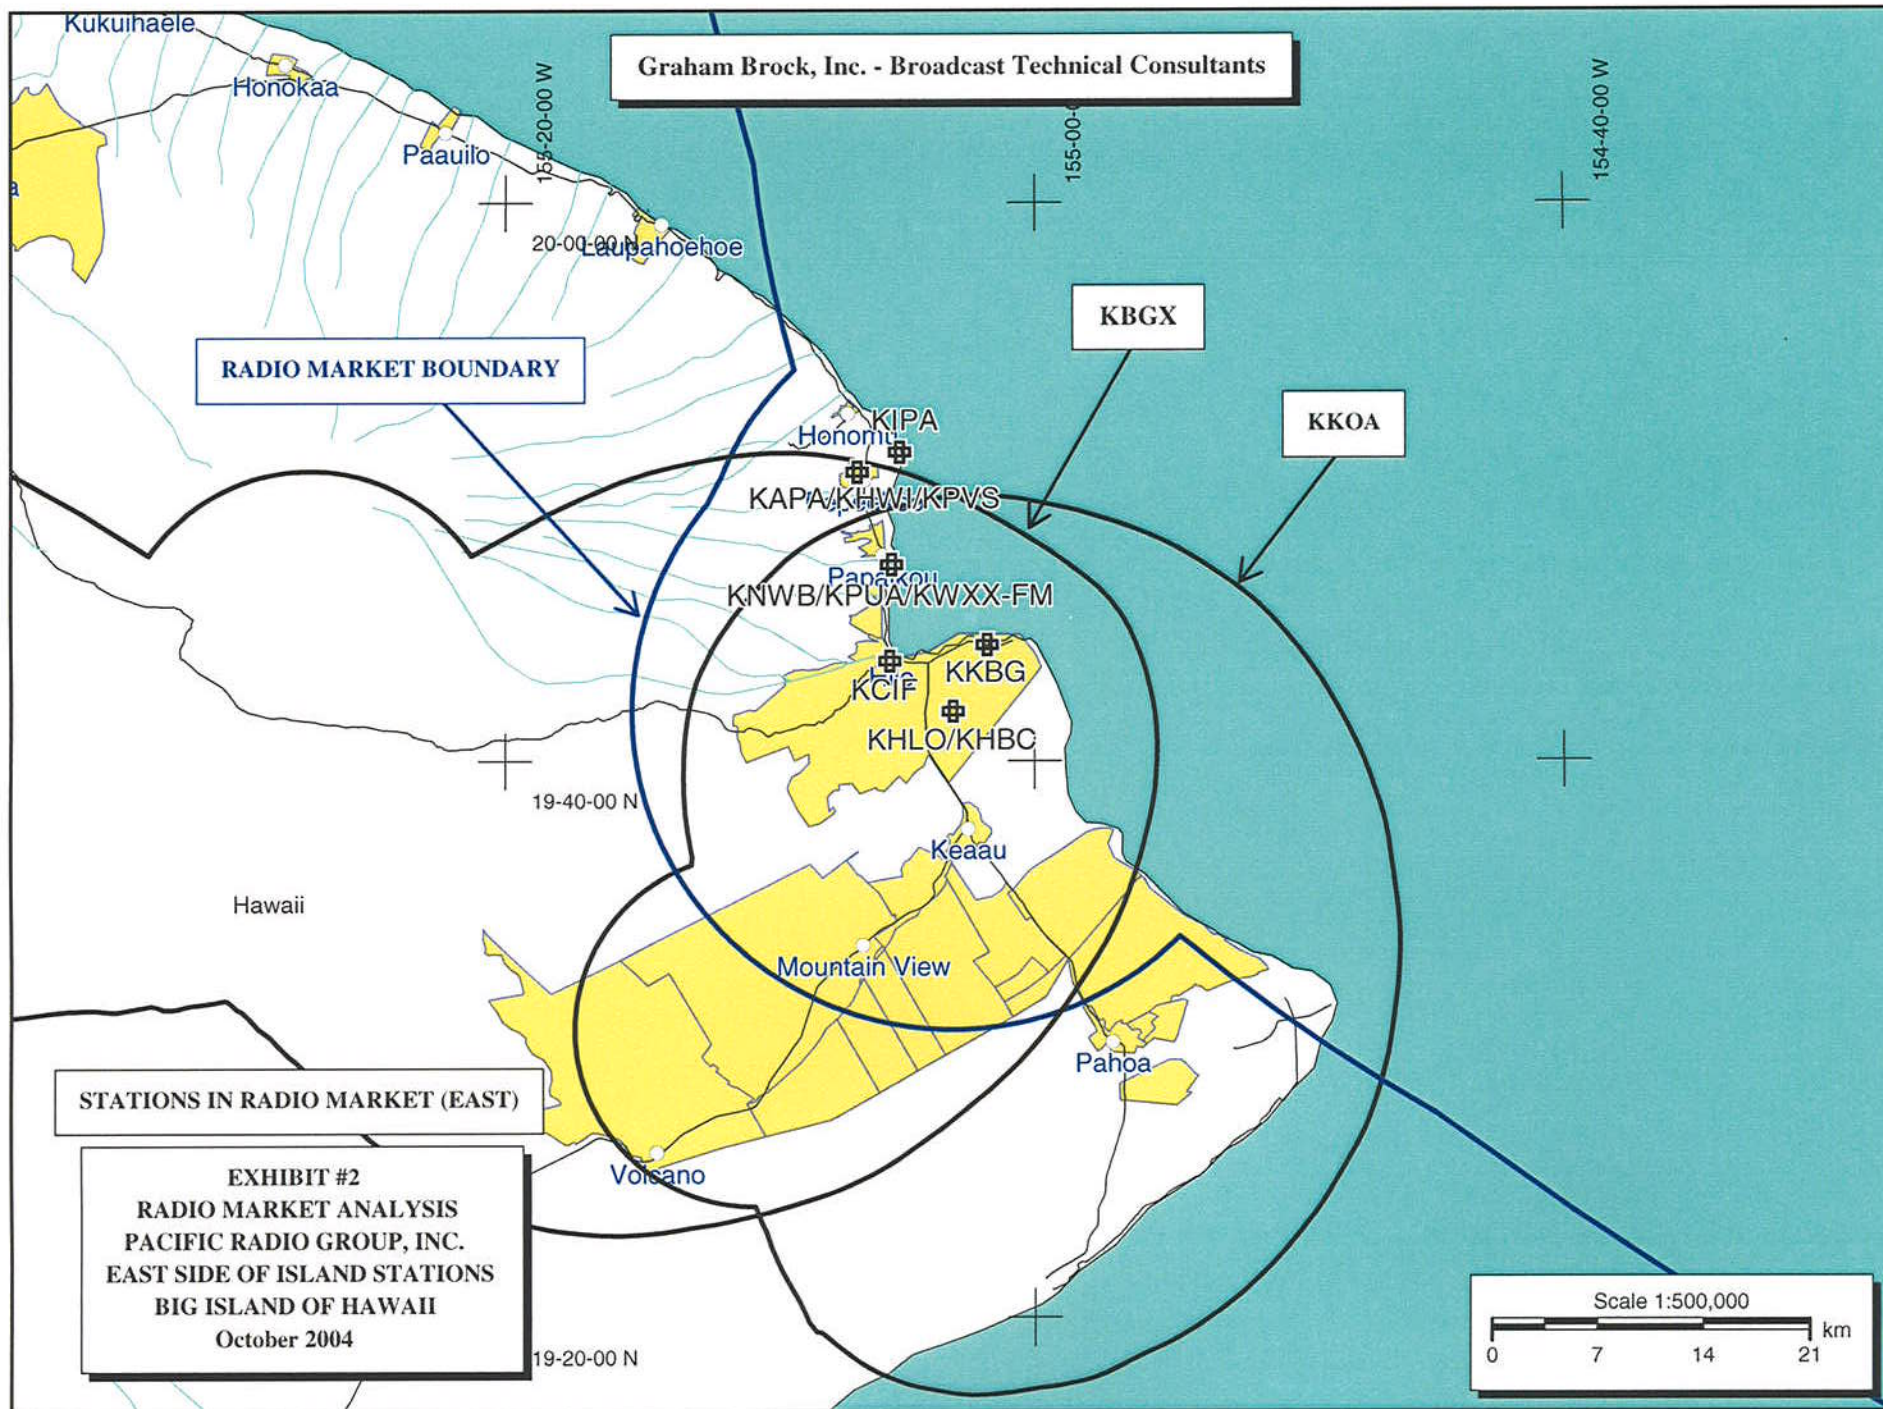 Kukuihaele
Honokaa
Paauilo
Graham Brock, Inc. - Broadcast Technical Consultants
155-20-00 W
155-00-0
154-40-00 W
a
20-00-00 N
Laupahoehoe
KBGX
RADIO MARKET BOUNDARY
KKOA
KIPA
Honomu
KAPA/KHWI/KPVS
Papaikou
KNWB/KPUA/KWXX-FM
KKBG
KCIF
KHLO/KHBC
19-40-00 N
Keaau
Hawaii
Mountain View
Pahoa
STATIONS IN RADIO MARKET (EAST)
Volcano
EXHIBIT #2
RADIO MARKET ANALYSIS
PACIFIC RADIO GROUP, INC.
EAST SIDE OF ISLAND STATIONS
BIG ISLAND OF HAWAII
October 2004
19-20-00 N
Scale 1:500,000
km
0 7 14 21